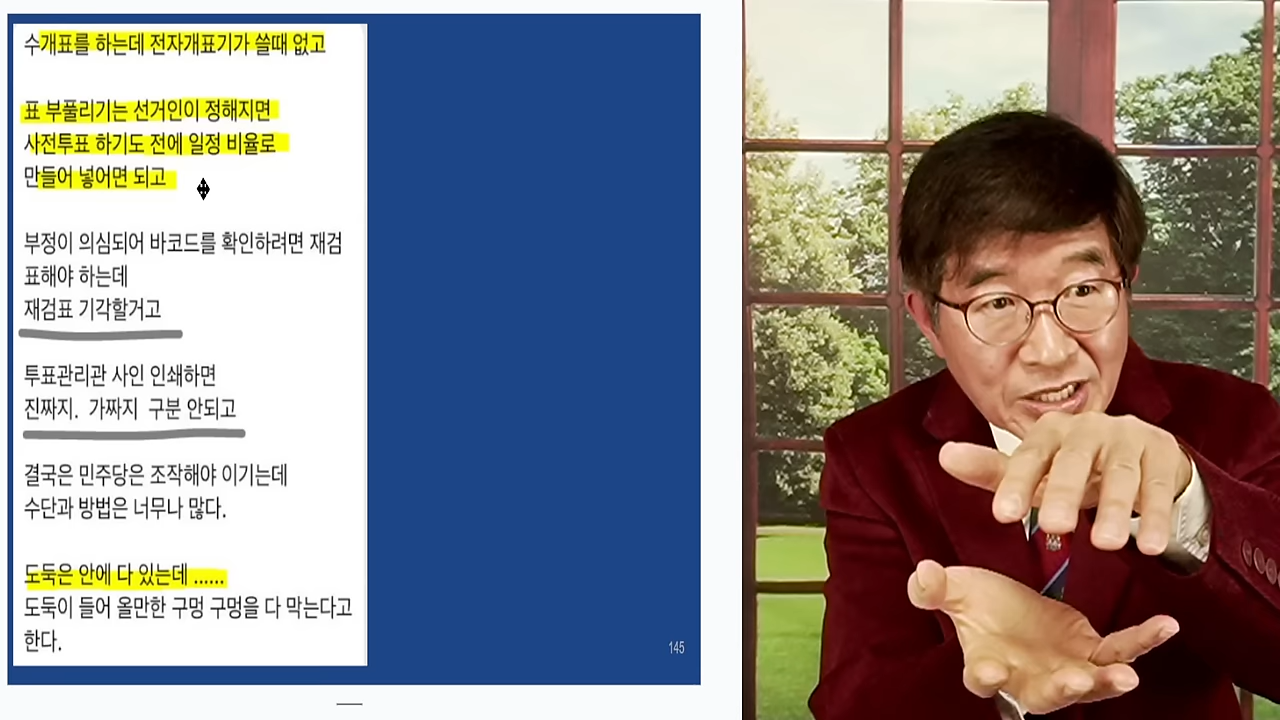 수개표를 하는데 전자개표기가 쓸때 없고
표 부풀리기는 선거인이 정해지면
사전투표 하기도 전에 일정 비율로
만들어 넣어면 되고
부정이 의심되어 바코드를 확인하려면 재검
표해야 하는데
재검표 기각할거고
투표관리관 사인 인쇄하면
진짜지. 가짜지 구분 안되고
결국은 민주당은 조작해야 이기는데
수단과 방법은 너무나 많다.
도둑은 안에 다 있는데 ......
도둑이 들어 올만한 구멍 구멍을 다 막는다고
한다.
145